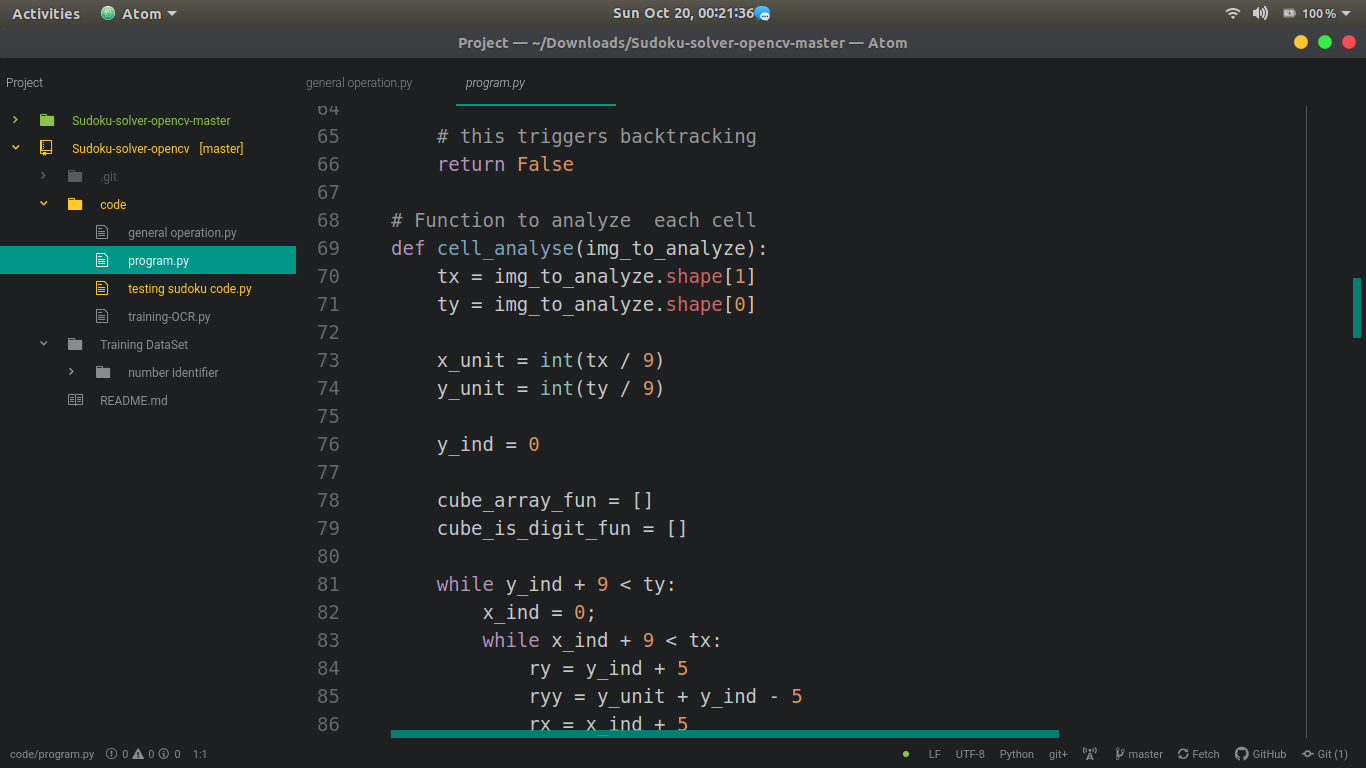 Activities Atom Sun Oct 20, 00:21:36 100 %
Project — ~/Downloads/Sudoku-solver-opencv-master — Atom
Project
general operation.py program.py
Sudoku-solver-opencv-master
Sudoku-solver-opencv [master]
.git
code
general operation.py
program.py
testing sudoku code.py
training-OCR.py
Training DataSet
number identifier
README.md
64
65 # this triggers backtracking
66 return False
67
68 # Function to analyze  each cell
69 def cell_analyse(img_to_analyze):
70 tx = img_to_analyze.shape[1]
71 ty = img_to_analyze.shape[0]
72
73 x_unit = int(tx / 9)
74 y_unit = int(ty / 9)
75
76 y_ind = 0
77
78 cube_array_fun = []
79 cube_is_digit_fun = []
80
81 while y_ind + 9 < ty:
82 x_ind = 0;
83 while x_ind + 9 < tx:
84 ry = y_ind + 5
85 ryy = y_unit + y_ind - 5
86 rx = x_ind + 5
code/program.py 0 0 0 1:1 LF UTF-8 Python git+ master Fetch GitHub Git (1)